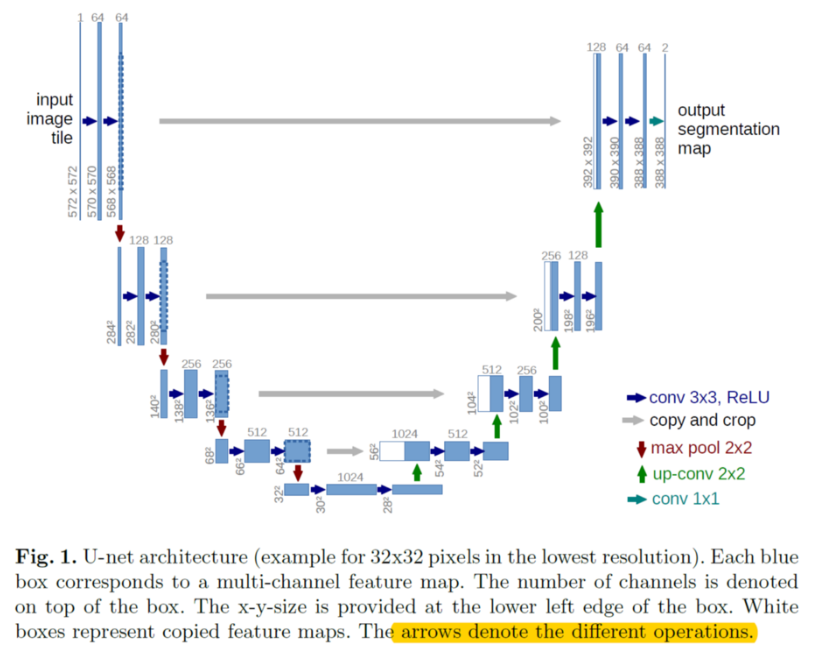 1 64 64
128 64 64 2
input
image
tile
output
segmentation
map
572 x 572
570 x 570
568 x 568
392 x 392
390 x 390
388 x 388
388 x 388
128 128
256 128
284²
282²
280²
200²
198²
196²
256 256
512 256
140²
138²
136²
104²
102²
100²
512 512
1024 512
68²
66²
64²
56²
54²
52²
1024
32²
30²
28²
conv 3x3, ReLU
copy and crop
max pool 2x2
up-conv 2x2
conv 1x1
Fig. 1. U-net architecture (example for 32x32 pixels in the lowest resolution). Each blue
box corresponds to a multi-channel feature map. The number of channels is denoted
on top of the box. The x-y-size is provided at the lower left edge of the box. White
boxes represent copied feature maps. The arrows denote the different operations.